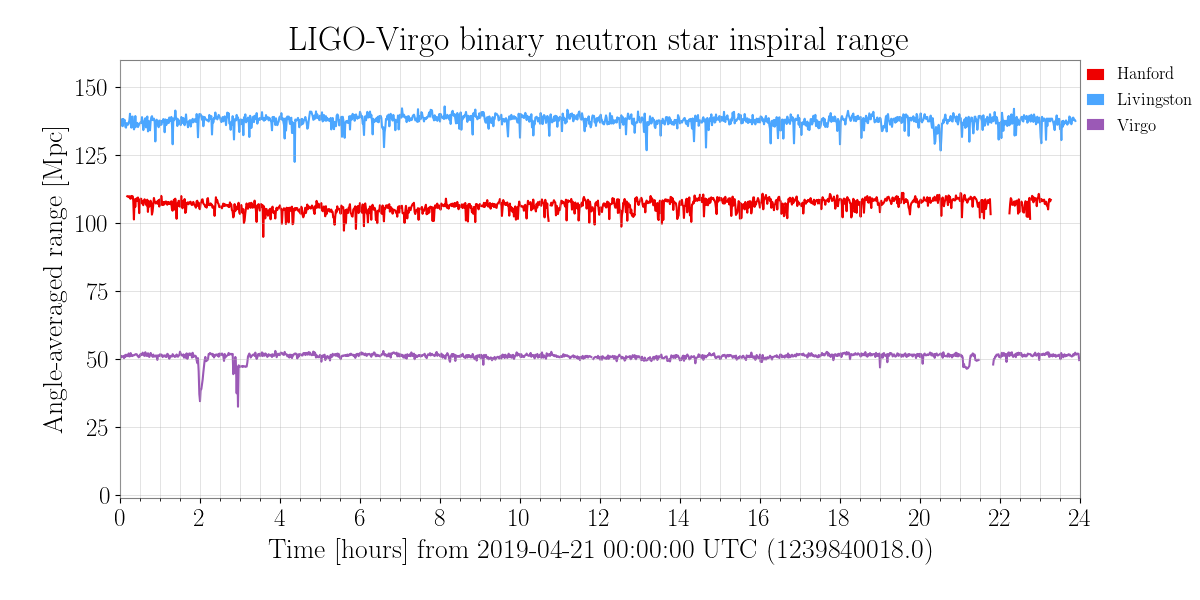 LIGO-Virgo binary neutron star inspiral range
Hanford
Livingston
Virgo
Angle-averaged range [Mpc]
150
125
100
75
50
25
0
0 2 4 6 8 10 12 14 16 18 20 22 24
Time [hours] from 2019-04-21 00:00:00 UTC (1239840018.0)